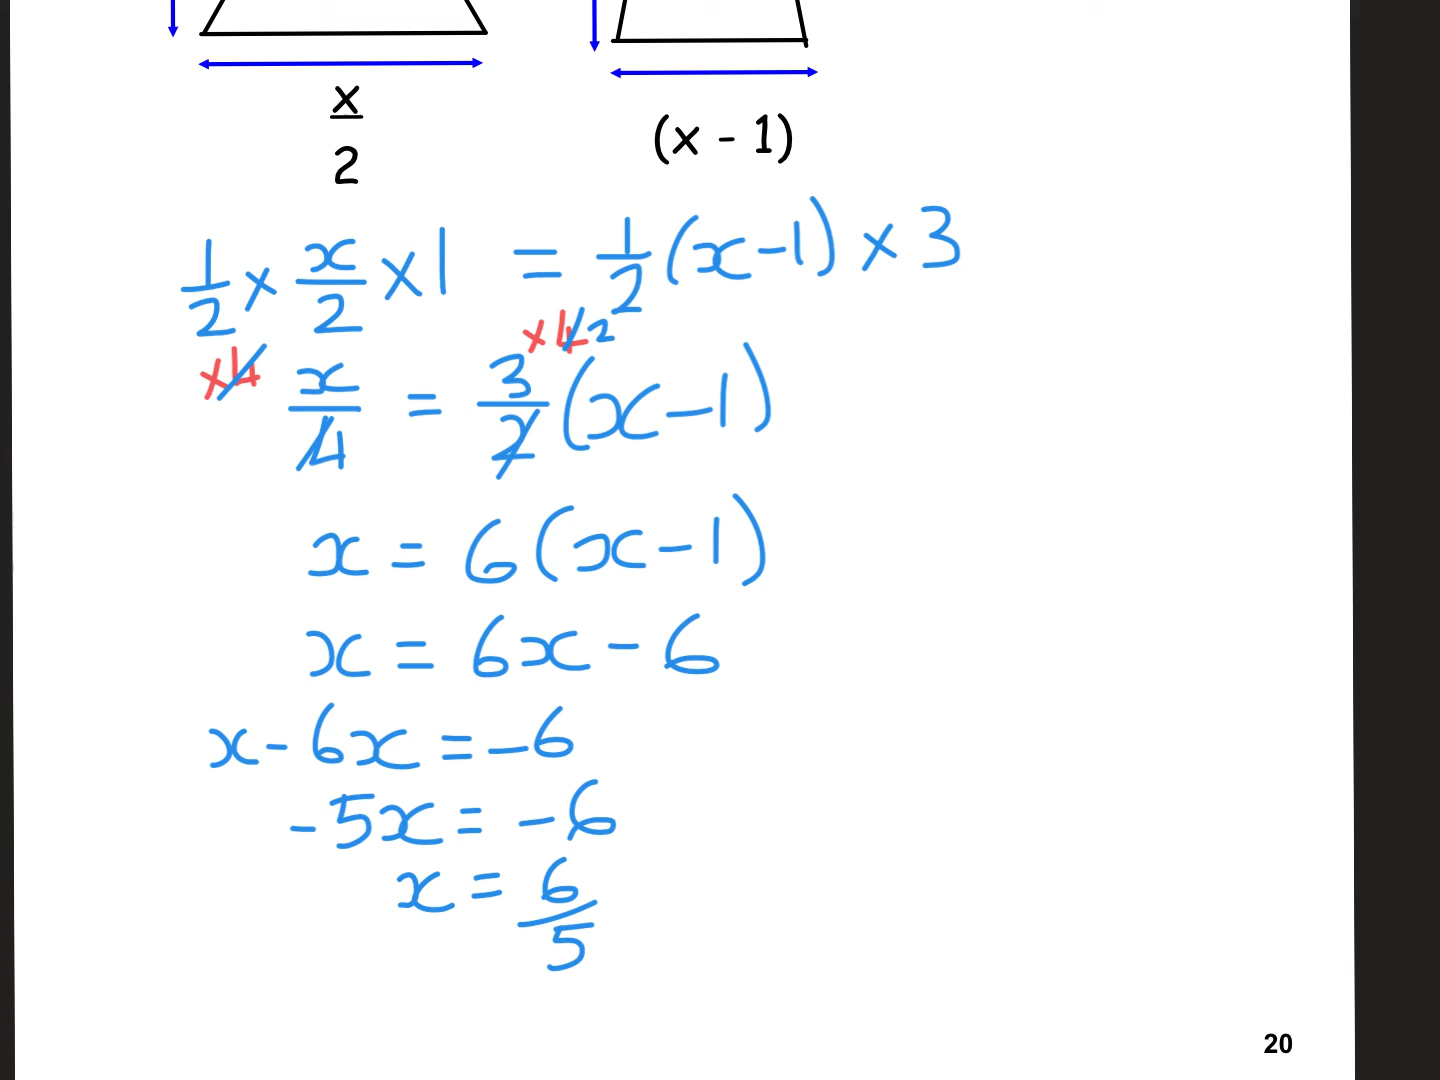 x/2
(x - 1)
1/2 × x/2 × 1 = 1/2 (x - 1) × 3
×4 x/4 = 3/2 (x - 1) ×4 2
x = 6(x - 1)
x = 6x - 6
x - 6x = -6
-5x = -6
x = 6/5
20